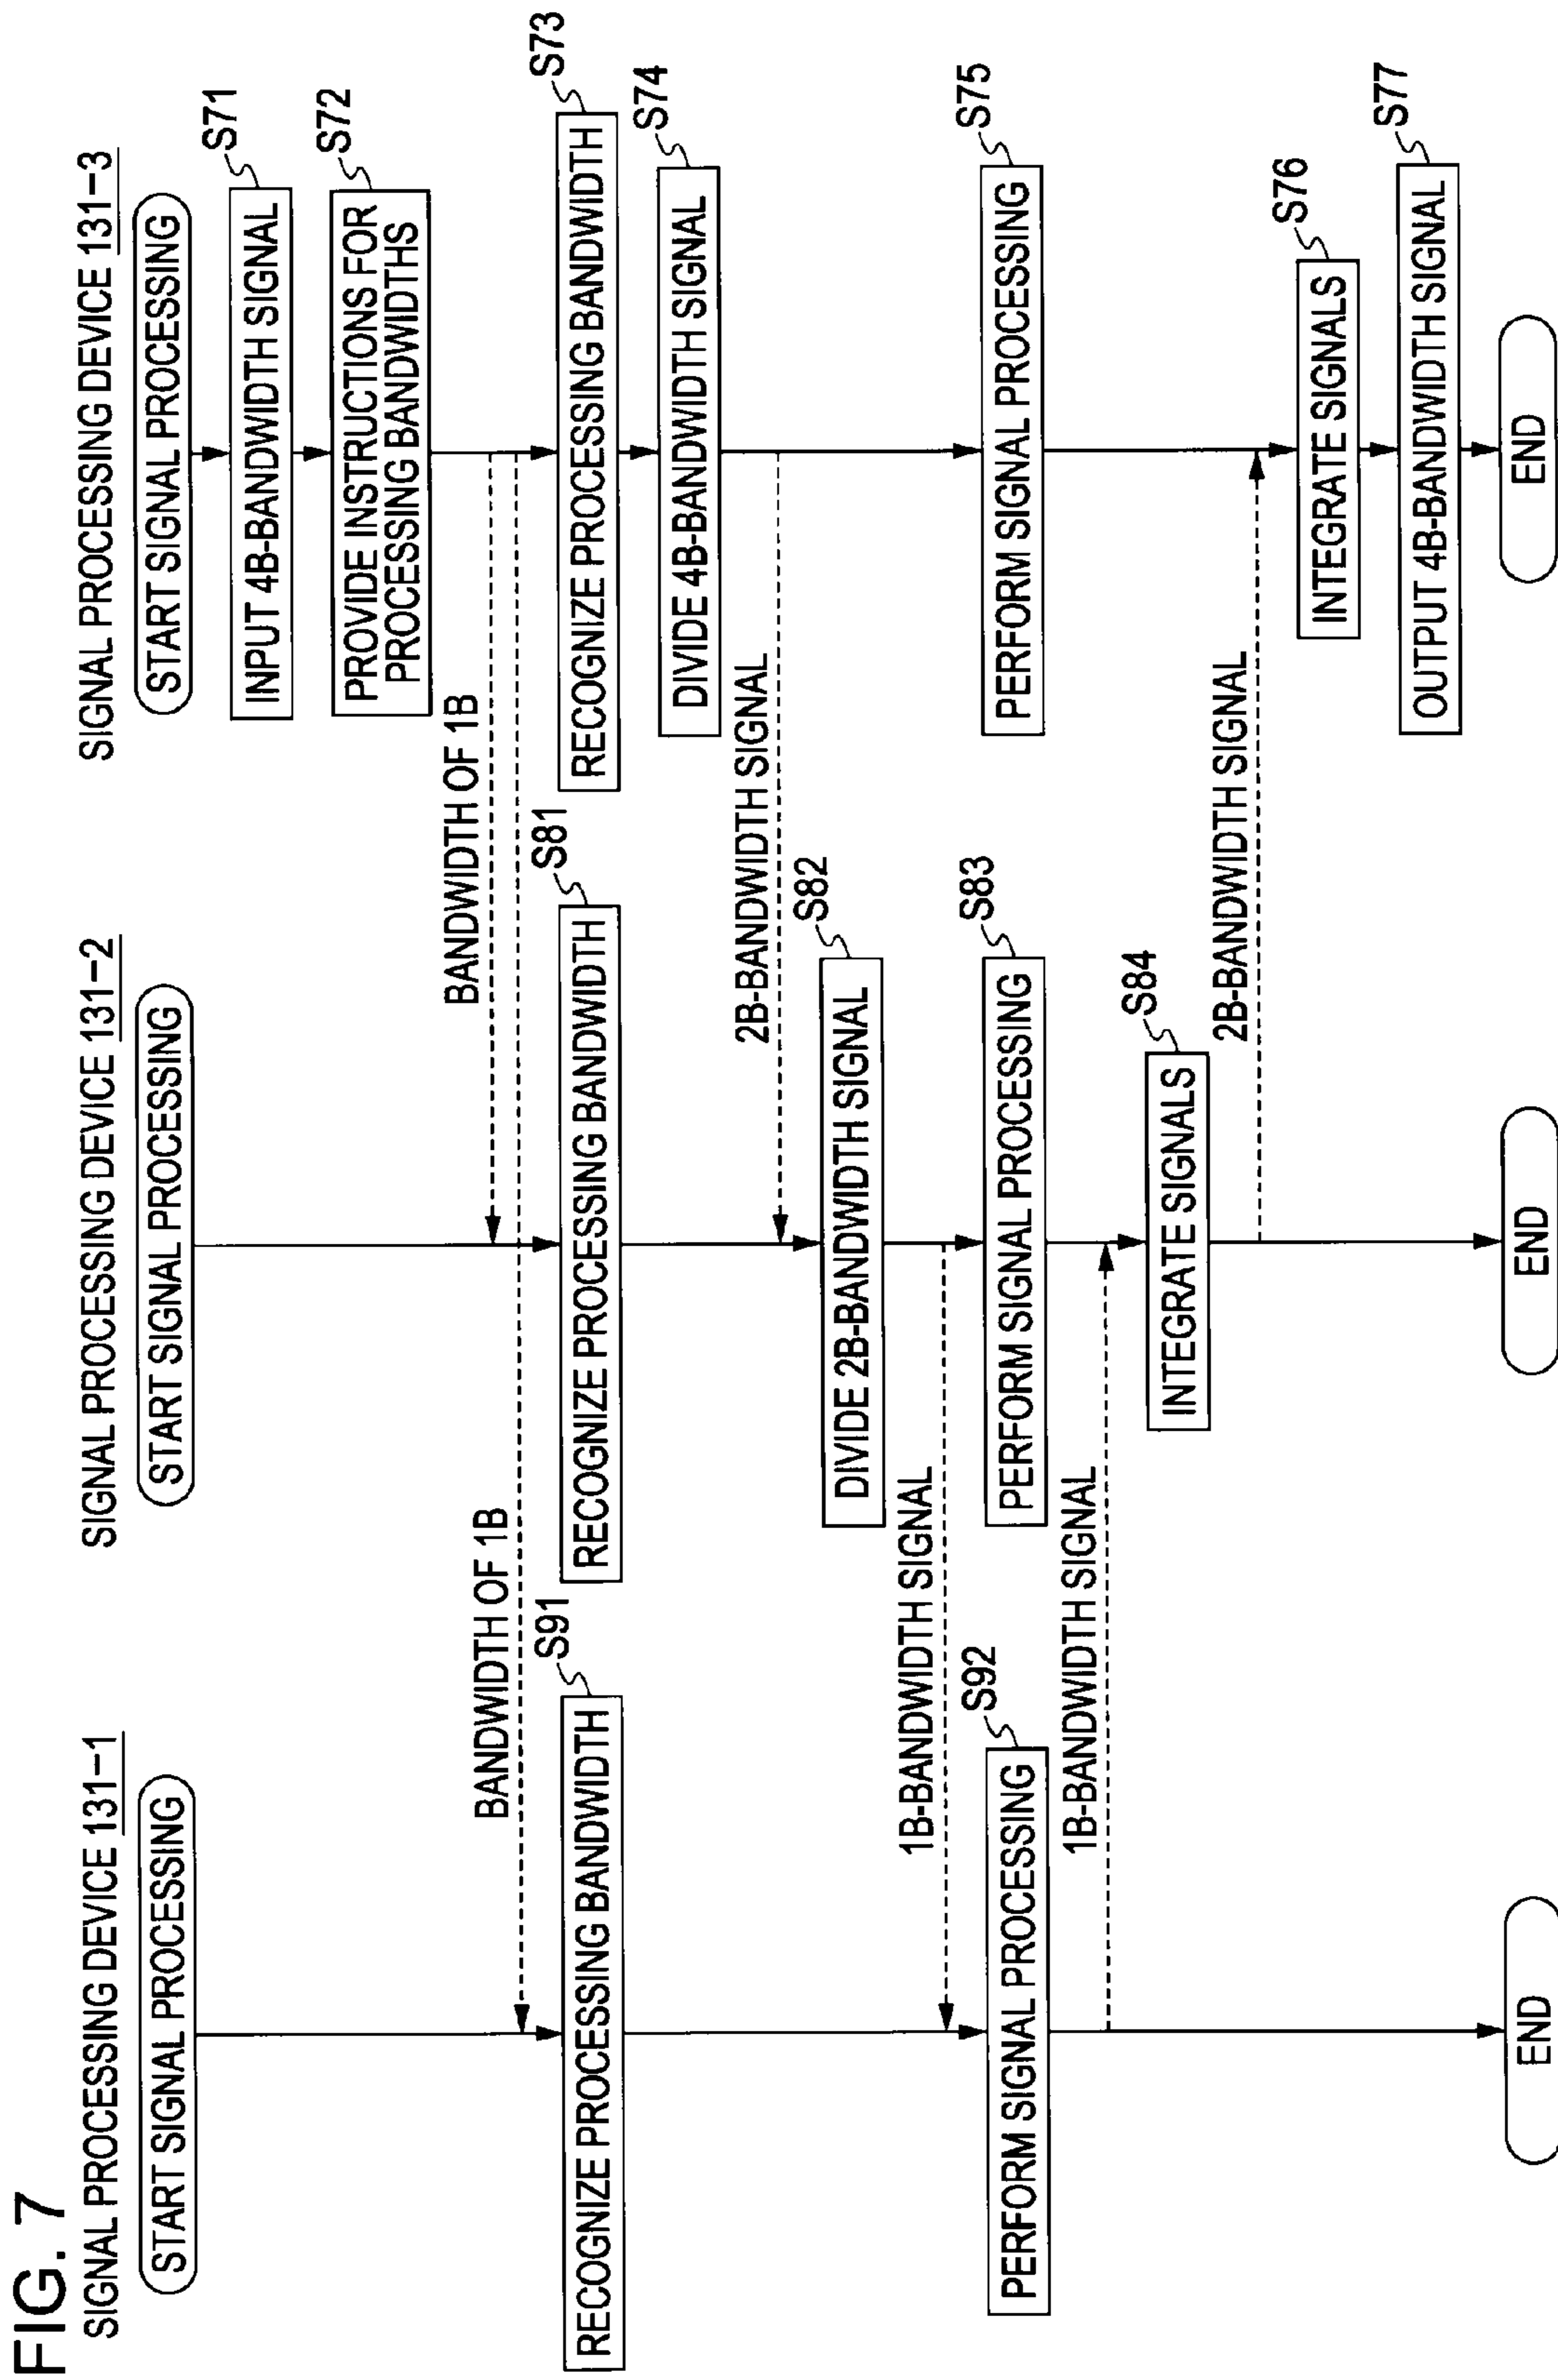 FIG. 7
SIGNAL PROCESSING DEVICE 131-1
START SIGNAL PROCESSING
BANDWIDTH OF 1B
S91
RECOGNIZE PROCESSING BANDWIDTH
1B-BANDWIDTH SIGNAL
S92
PERFORM SIGNAL PROCESSING
1B-BANDWIDTH SIGNAL
END
SIGNAL PROCESSING DEVICE 131-2
START SIGNAL PROCESSING
BANDWIDTH OF 1B
S81
RECOGNIZE PROCESSING BANDWIDTH
2B-BANDWIDTH SIGNAL
S82
DIVIDE 2B-BANDWIDTH SIGNAL
S83
PERFORM SIGNAL PROCESSING
S84
INTEGRATE SIGNALS
2B-BANDWIDTH SIGNAL
END
SIGNAL PROCESSING DEVICE 131-3
START SIGNAL PROCESSING
S71
INPUT 4B-BANDWIDTH SIGNAL
S72
PROVIDE INSTRUCTIONS FOR
PROCESSING BANDWIDTHS
S73
RECOGNIZE PROCESSING BANDWIDTH
S74
DIVIDE 4B-BANDWIDTH SIGNAL
S75
PERFORM SIGNAL PROCESSING
S76
INTEGRATE SIGNALS
S77
OUTPUT 4B-BANDWIDTH SIGNAL
END